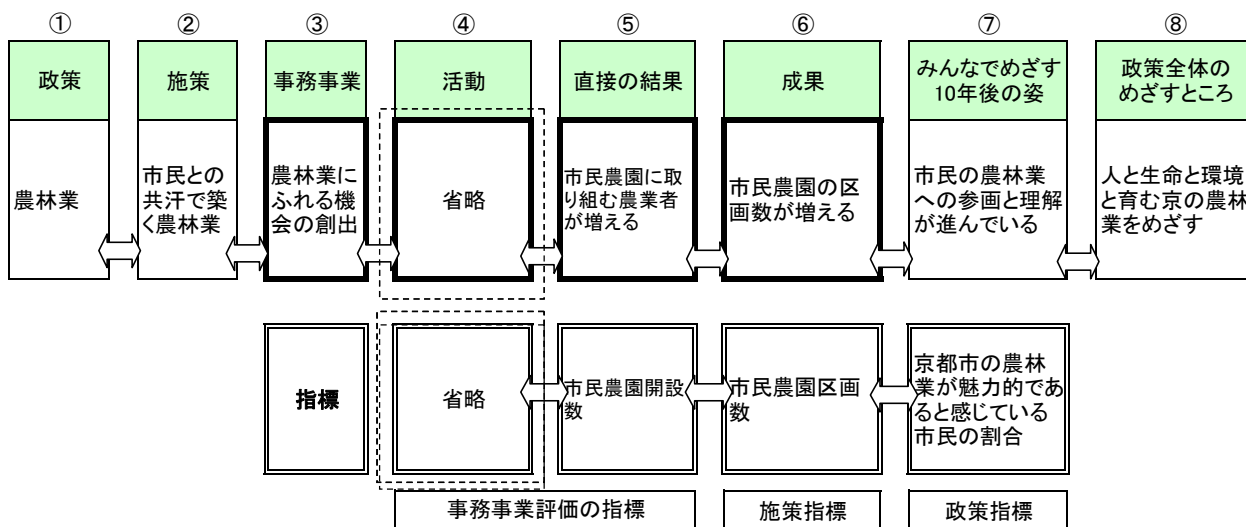 ① ② ③ ④ ⑤ ⑥ ⑦ ⑧
政策
施策
事務事業
活動
直接の結果
成果
みんなでめざす
10年後の姿
政策全体の
めざすところ
農林業
市民との
共汗で築
く農林業
農林業に
ふれる機
会の創出
省略
市民農園に取
り組む農業者
が増える
市民農園の区
画数が増える
市民の農林業
への参画と理解
が進んでいる
人と生命と環境
と育む京の農林
業をめざす
指標
省略
市民農園開設
数
市民農園区画
数
京都市の農林
業が魅力的であ
ると感じている
市民の割合
事務事業評価の指標
施策指標
政策指標